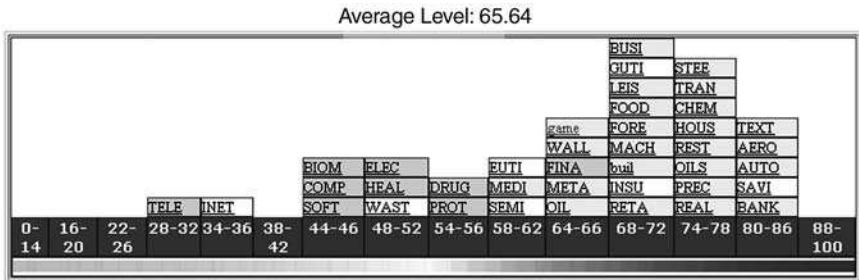 Average Level: 65.64
BUSI
GUTI STEE
LEIS TRAN
FOOD CHEM
game FORE HOUS TEXT
WALL MACH REST AERO
BIOM ELEC EUTI FINA buil OILS AUTO
COMP HEAL DRUG MEDI META INSU PREC SAVI
TELE INET SOFT WAST PROT SEMI OIL RETA REAL BANK
0- 16- 22- 28-32 34-36 38- 44-46 48-52 54-56 58-62 64-66 68-72 74-78 80-86 88-
14 20 26 42 100